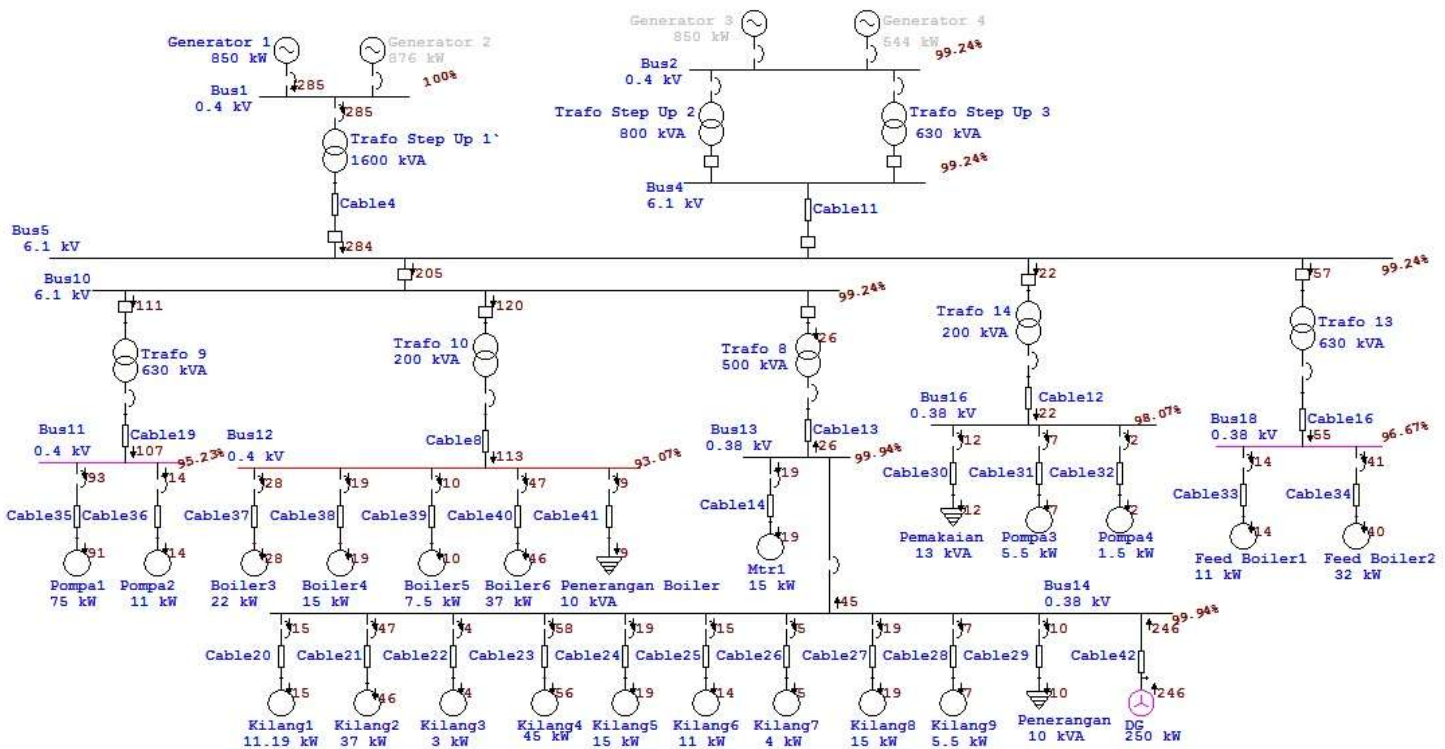 Generator 1
850 kW
Generator 2
876 kW
Generator 3
850 kW
Generator 4
544 kW
285
100%
Bus1
0.4 kV
285
Trafo Step Up 1`
1600 kVA
Cable4
284
Bus2
0.4 kV
99.24%
Trafo Step Up 2
800 kVA
Trafo Step Up 3
630 kVA
99.24%
Bus4
6.1 kV
Cable11
Bus5
6.1 kV
205
22
57
99.24%
Bus10
6.1 kV
99.24%
111
120
26
Trafo 9
630 kVA
Trafo 10
200 kVA
Trafo 8
500 kVA
Trafo 14
200 kVA
Trafo 13
630 kVA
Cable19
107
Bus11
0.4 kV
95.23%
Cable8
113
Bus12
0.4 kV
93.07%
Cable13
26
Bus13
0.38 kV
99.94%
Cable12
22
Bus16
0.38 kV
98.07%
Cable16
55
Bus18
0.38 kV
96.67%
93
14
28
19
10
47
9
19
12
7
2
14
41
Cable35
Cable36
Cable37
Cable38
Cable39
Cable40
Cable41
Cable14
Cable30
Cable31
Cable32
Cable33
Cable34
91
14
28
19
10
46
9
19
12
7
2
14
40
Pompa1
75 kW
Pompa2
11 kW
Boiler3
22 kW
Boiler4
15 kW
Boiler5
7.5 kW
Boiler6
37 kW
Penerangan Boiler
10 kVA
Mtr1
15 kW
Pemakaian
13 kVA
Pompa3
5.5 kW
Pompa4
1.5 kW
Feed Boiler1
11 kW
Feed Boiler2
32 kW
45
Bus14
0.38 kV
99.94%
15
47
4
58
19
15
5
19
7
10
246
Cable20
Cable21
Cable22
Cable23
Cable24
Cable25
Cable26
Cable27
Cable28
Cable29
Cable42
15
46
4
56
19
14
5
19
7
10
246
Kilang1
11.19 kW
Kilang2
37 kW
Kilang3
3 kW
Kilang4
45 kW
Kilang5
15 kW
Kilang6
11 kW
Kilang7
4 kW
Kilang8
15 kW
Kilang9
5.5 kW
Penerangan
10 kVA
DG
250 kW